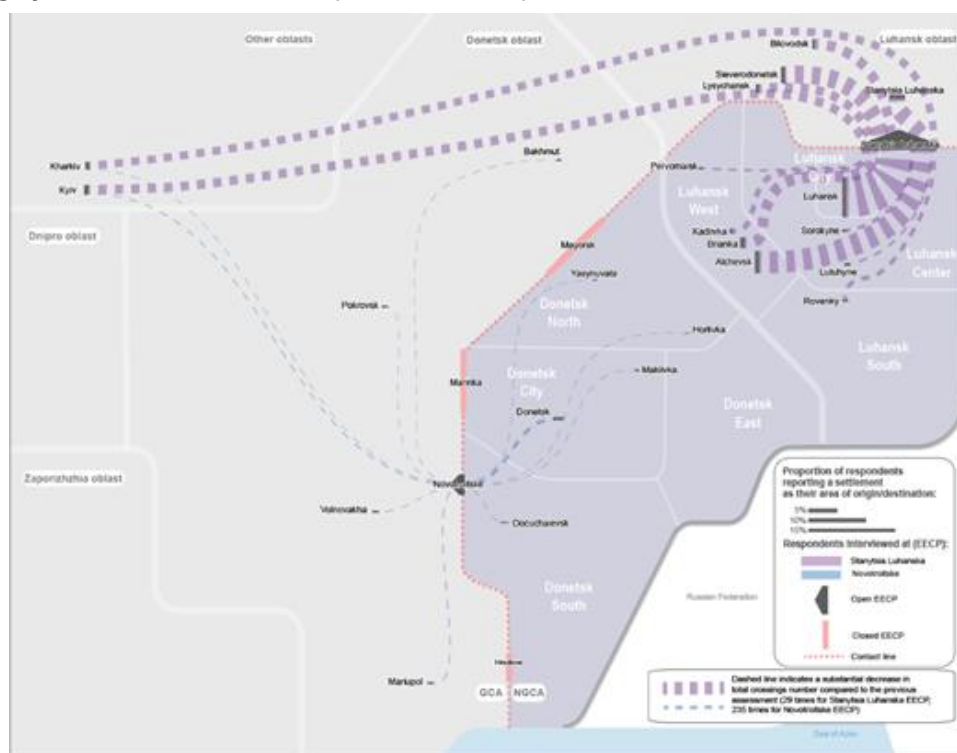 Other oblasts
Donetsk oblast
Luhansk oblast
Bilovodsk
Sievierodonetsk
Lysychansk
Stanytsia Luhanska
Kharkiv
Kyiv
Bakhmut
Pervomaisk
Luhansk City
Luhansk
West
Luhansk
Dnipro oblast
Kadiivka
Brianka
Alchevsk
Sorokyne
Lutuhyne
Luhansk
Center
Rovenky
Mayorsk
Yasynuvata
Donetsk
North
Pokrovsk
Horlivka
Luhansk
South
Marinka
Donetsk
City
Makiivka
Donetsk
Donetsk
East
Zaporizhzhia oblast
Novotroitske
Volnovakha
Docuchaievsk
Donetsk
South
Russian Federation
Mariupol
GCA
NGCA
Sea of Azov
Proportion of respondents
reporting a settlement
as their area of origin/destination:
5%
10%
15%
Respondents interviewed at (EECP):
Stanytsia Luhanska
Novotroitske
Open EECP
Closed EECP
Contact line
Dashed line indicates a substantial decrease in
total crossings number compared to the previous
assessment (29 times for Stanytsia Luhanska EECP,
235 times for Novotroitske EECP)